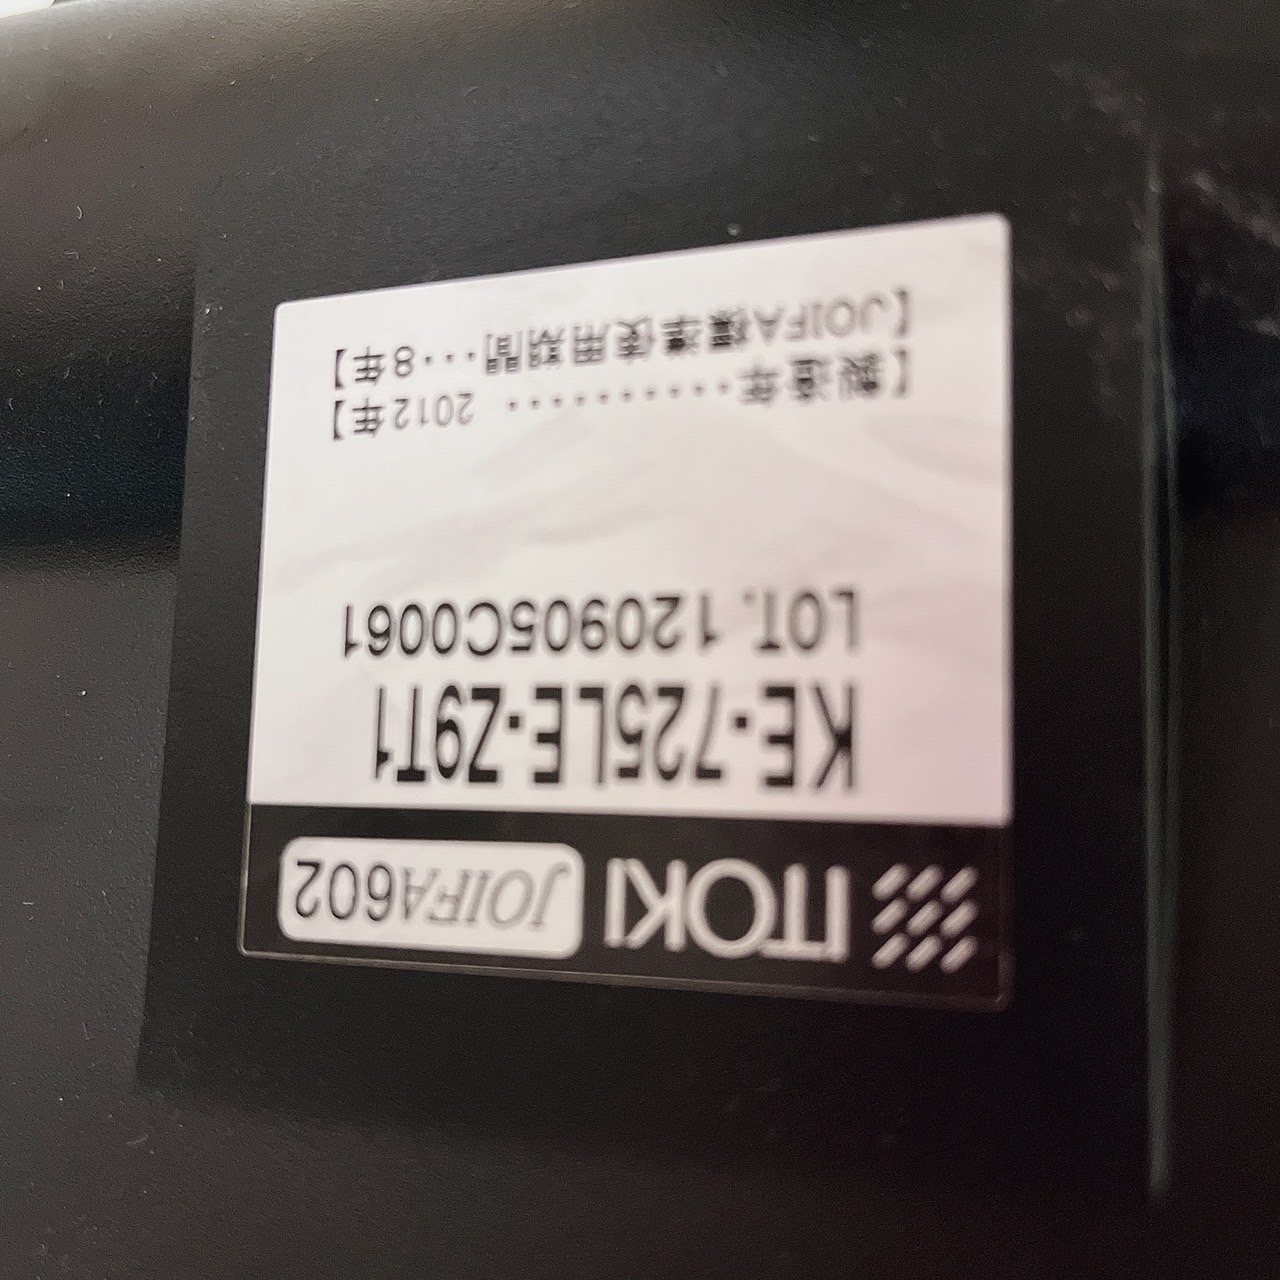 ITOKI JOIFA602
KE-725LE-Z9T1
LOT. 120905C0061
【製造年・・・・・・・・・・ 2012年】
【JOIFA標準使用期間・・・8年】